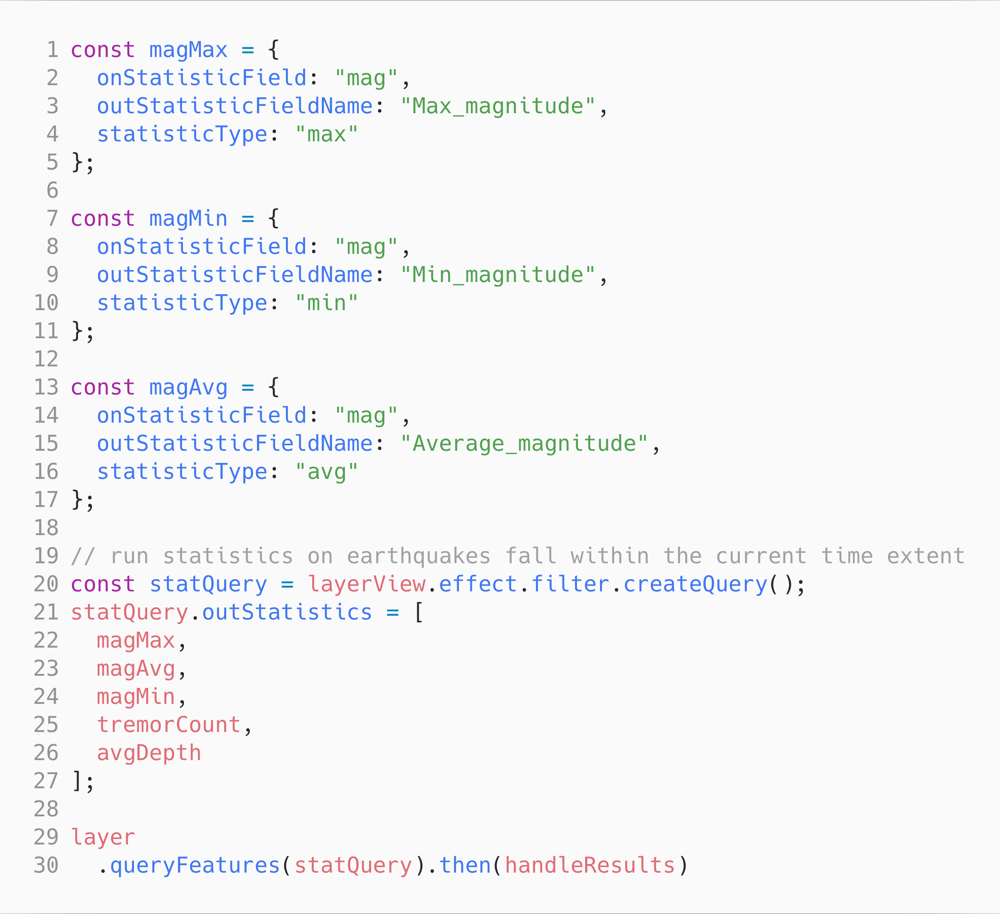 1 const magMax = {
2   onStatisticField: "mag",
3   outStatisticFieldName: "Max_magnitude",
4   statisticType: "max"
5 };
6
7 const magMin = {
8   onStatisticField: "mag",
9   outStatisticFieldName: "Min_magnitude",
10   statisticType: "min"
11 };
12
13 const magAvg = {
14   onStatisticField: "mag",
15   outStatisticFieldName: "Average_magnitude",
16   statisticType: "avg"
17 };
18
19 // run statistics on earthquakes fall within the current time extent
20 const statQuery = layerView.effect.filter.createQuery();
21 statQuery.outStatistics = [
22   magMax,
23   magAvg,
24   magMin,
25   tremorCount,
26   avgDepth
27 ];
28
29 layer
30   .queryFeatures(statQuery).then(handleResults)